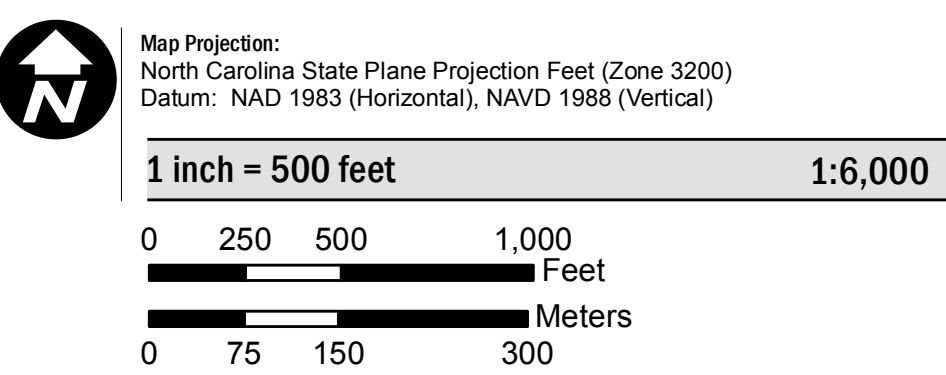 N
Map Projection:
North Carolina State Plane Projection Feet (Zone 3200)
Datum: NAD 1983 (Horizontal), NAVD 1988 (Vertical)
1 inch = 500 feet 1:6,000
0 250 500 1,000
Feet
Meters
0 75 150 300